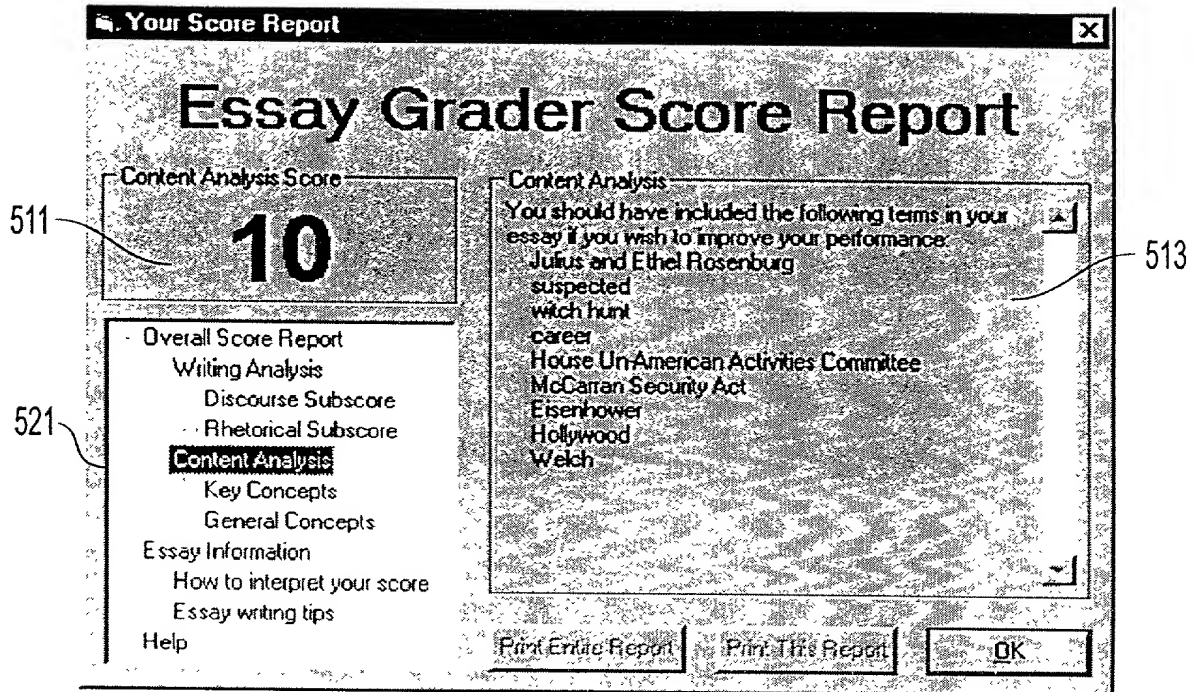 Your Score Report
Essay Grader Score Report
Content Analysis Score
10
511
Content Analysis
You should have included the following terms in your
essay if you wish to improve your performance:
Julius and Ethel Rosenburg
suspected
witch hunt
career
House Un-American Activities Committee
McCarran Security Act
Eisenhower
Hollywood
Welch
513
Overall Score Report
Writing Analysis
Discourse Subscore
Rhetorical Subscore
Content Analysis
Key Concepts
General Concepts
Essay Information
How to interpret your score
Essay writing tips
Help
521
Print Entire Report
Print This Report
OK